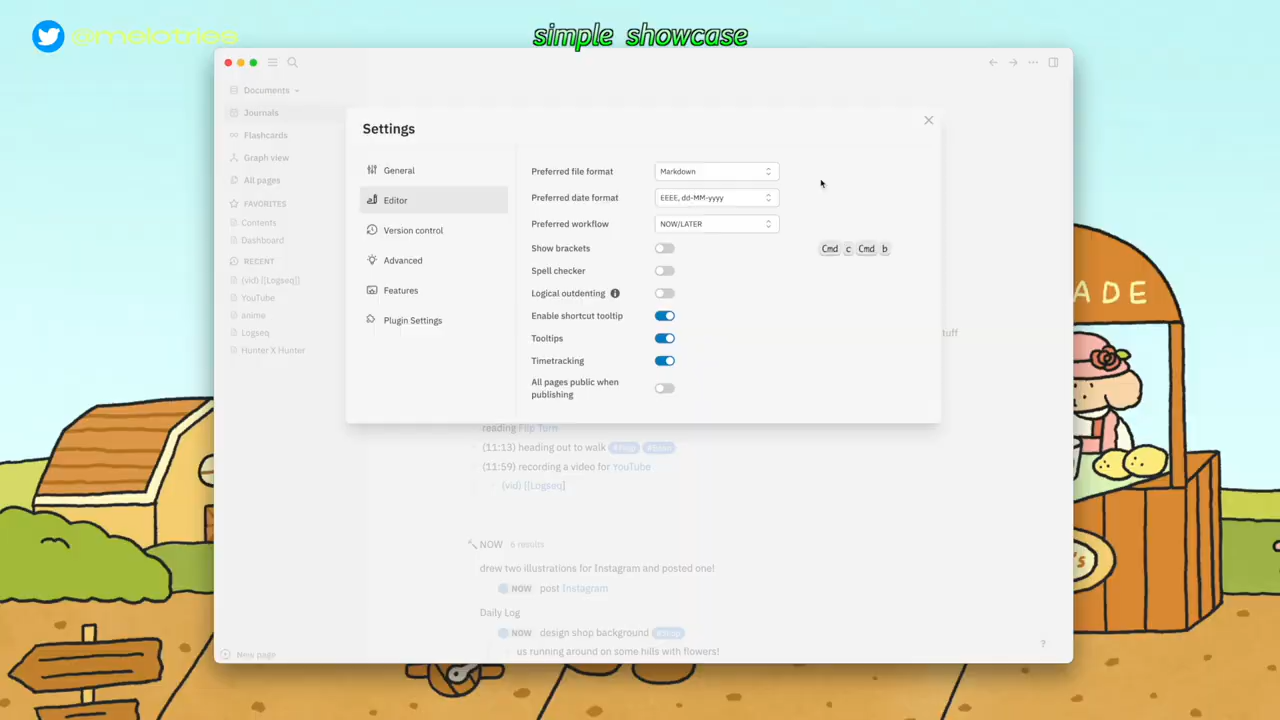 @melotries
simple showcase
Documents
Journals
Flashcards
Graph view
All pages
FAVORITES
Contents
Dashboard
RECENT
(vid) [[Logseq]]
YouTube
anime
Logseq
Hunter X Hunter
New page
Settings
General
Editor
Version control
Advanced
Features
Plugin Settings
Preferred file format
Markdown
Preferred date format
EEEE, dd-MM-yyyy
Preferred workflow
NOW/LATER
Show brackets
Cmd c Cmd b
Spell checker
Logical outdenting
Enable shortcut tooltip
Tooltips
Timetracking
All pages public when
publishing
reading Flip Turn
(11:13) heading out to walk
(11:59) recording a video for YouTube
(vid) [[Logseq]
NOW 6 results
drew two illustrations for Instagram and posted one!
NOW post Instagram
Daily Log
NOW design shop background
us running around on some hills with flowers!
?
ADE
's